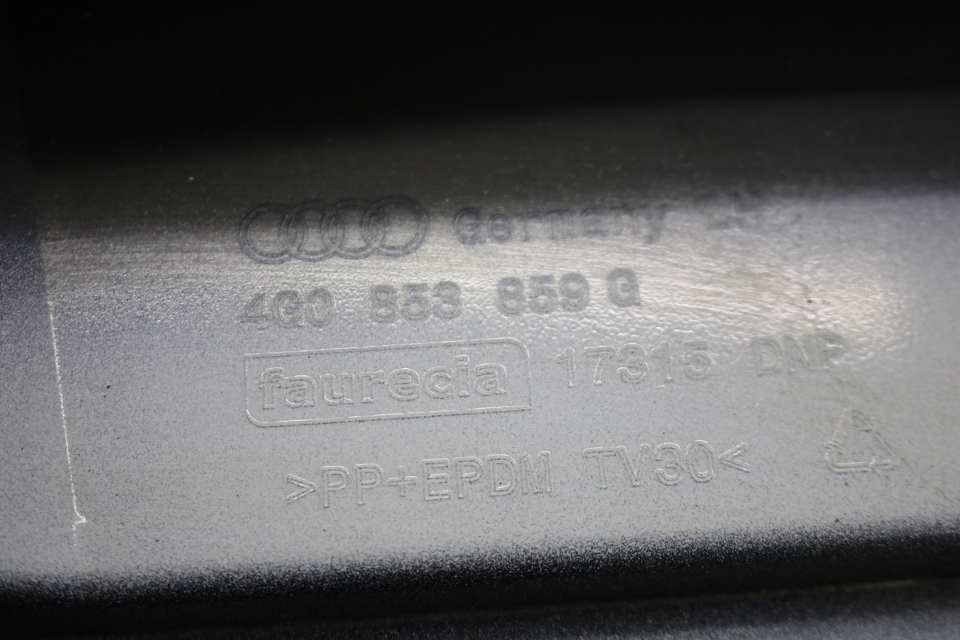 Germany
4G0 853 859 G
faurecia 17315 DNP
>PP+EPDM TV30<